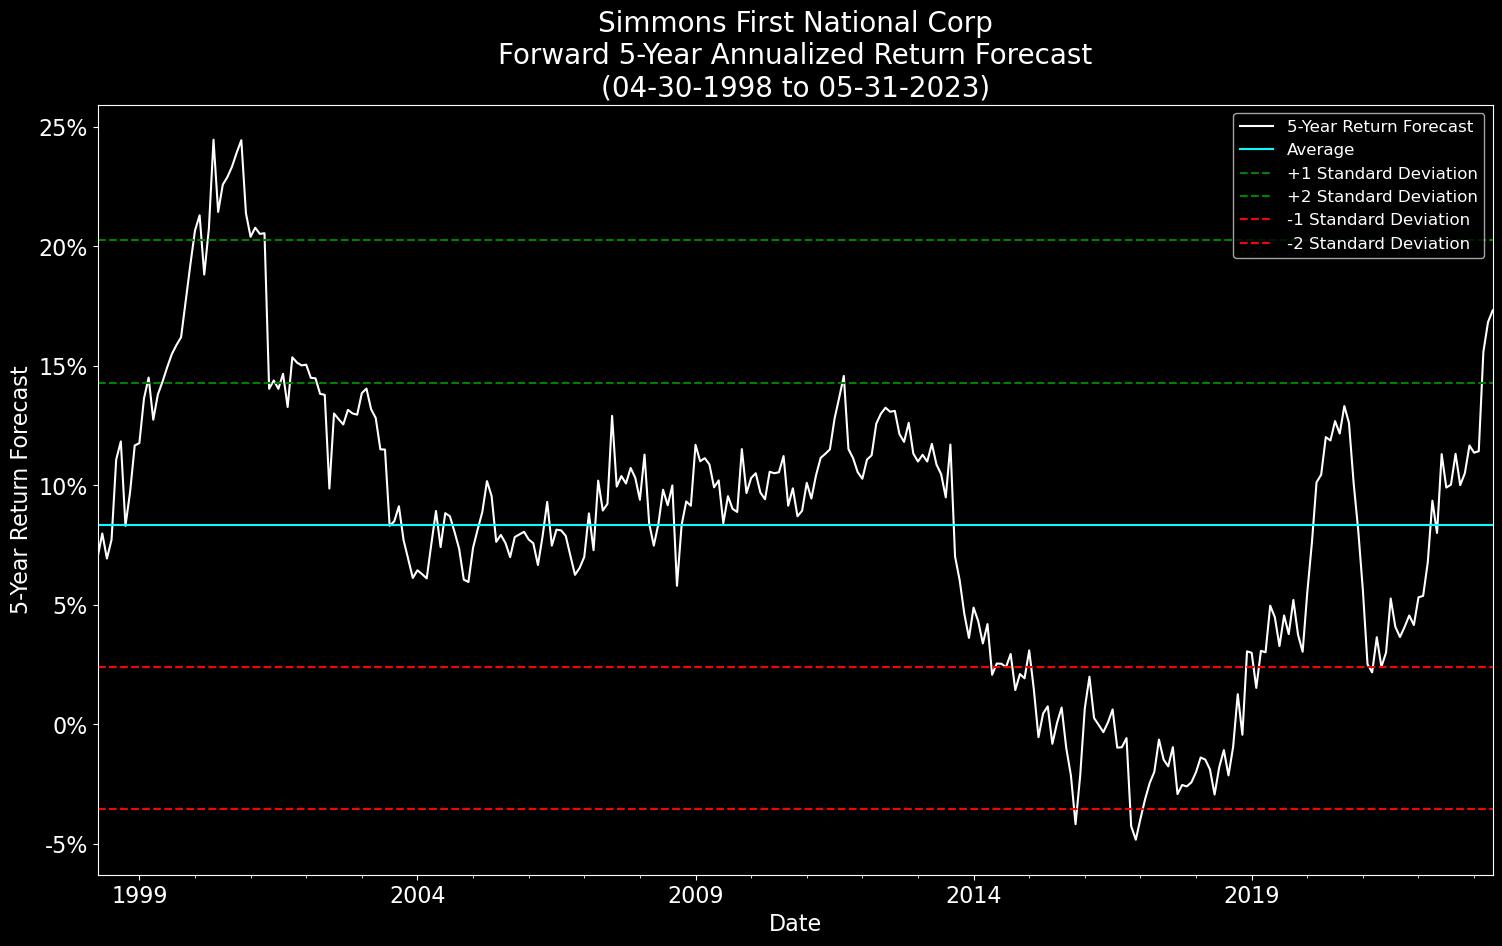 Simmons First National Corp
Forward 5-Year Annualized Return Forecast
(04-30-1998 to 05-31-2023)
5-Year Return Forecast
25%
20%
15%
10%
5%
0%
-5%
5-Year Return Forecast
Average
+1 Standard Deviation
+2 Standard Deviation
-1 Standard Deviation
-2 Standard Deviation
1999
2004
2009
2014
2019
Date